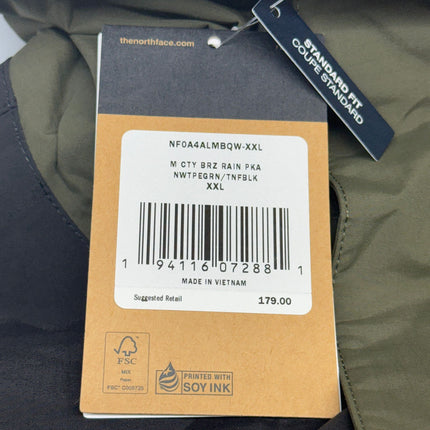 thenorthface.com
STANDARD FIT
COUPE STANDARD
NF0A4ALMBQW-XXL
M CTY BRZ RAIN PKA
NWTPEGRN/TNFBLK
XXL
1 94116 07288 1
MADE IN VIETNAM
Suggested Retail 179.00
FSC
MIX
Paper
PRINTED WITH
SOY INK